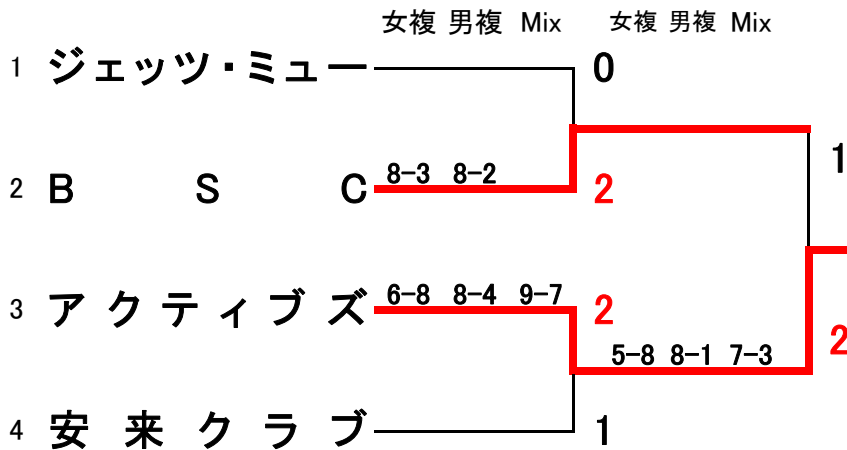 女複 男複 Mix 女複 男複 Mix
1 ジェッツ・ミュー 0
1
2 B S C 8-3 8-2 2
3 アクティブズ 6-8 8-4 9-7 2
2
5-8 8-1 7-3
4 安来クラブ 1